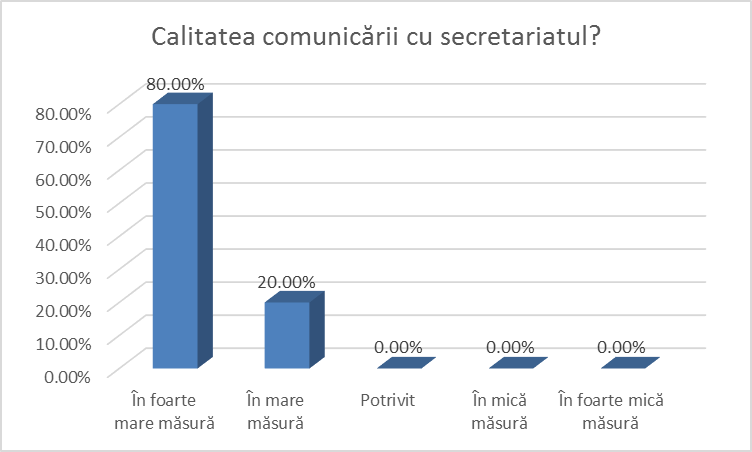 Calitatea comunicării cu secretariatul?
80.00%
80.00%
70.00%
60.00%
50.00%
40.00%
30.00%
20.00%
10.00%
0.00%
20.00%
0.00%
0.00%
0.00%
În foarte
mare măsură
În mare
măsură
Potrivit
În mică
măsură
În foarte mică
măsură